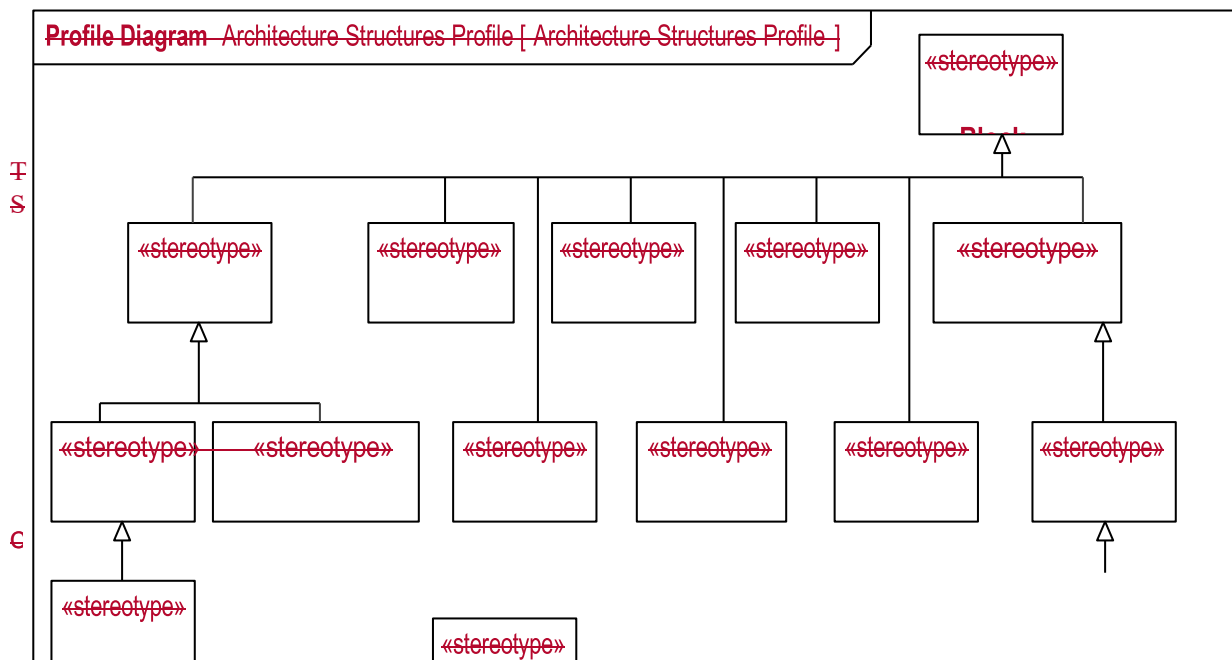 Profile Diagram Architecture Structures Profile [ Architecture Structures Profile ]
«stereotype»
Block
T
S
«stereotype» «stereotype» «stereotype» «stereotype» «stereotype»
«stereotype» «stereotype» «stereotype» «stereotype» «stereotype» «stereotype»
C
«stereotype»
«stereotype»